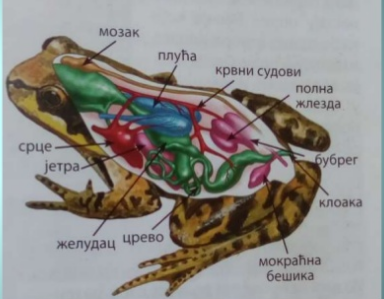 мозак
плућа
крвни судови
полна
жлезда
срце
јетра
бубрег
клоака
желудац
црево
мокраћна
бешика